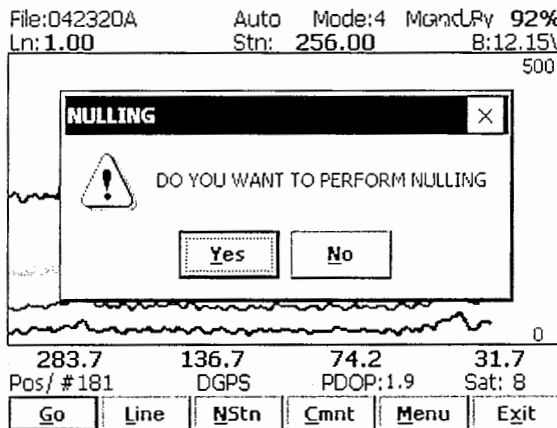 File:042320A Auto Mode:4 92%
Ln: 1.00 Stn: 256.00 B:12.15V
500
NULLING
DO YOU WANT TO PERFORM NULLING
Yes No
0
283.7 136.7 74.2 31.7
Pos/ #181 DGPS PDOP:1.9 Sat: 8
Go Line NStn Cmnt Menu Exit